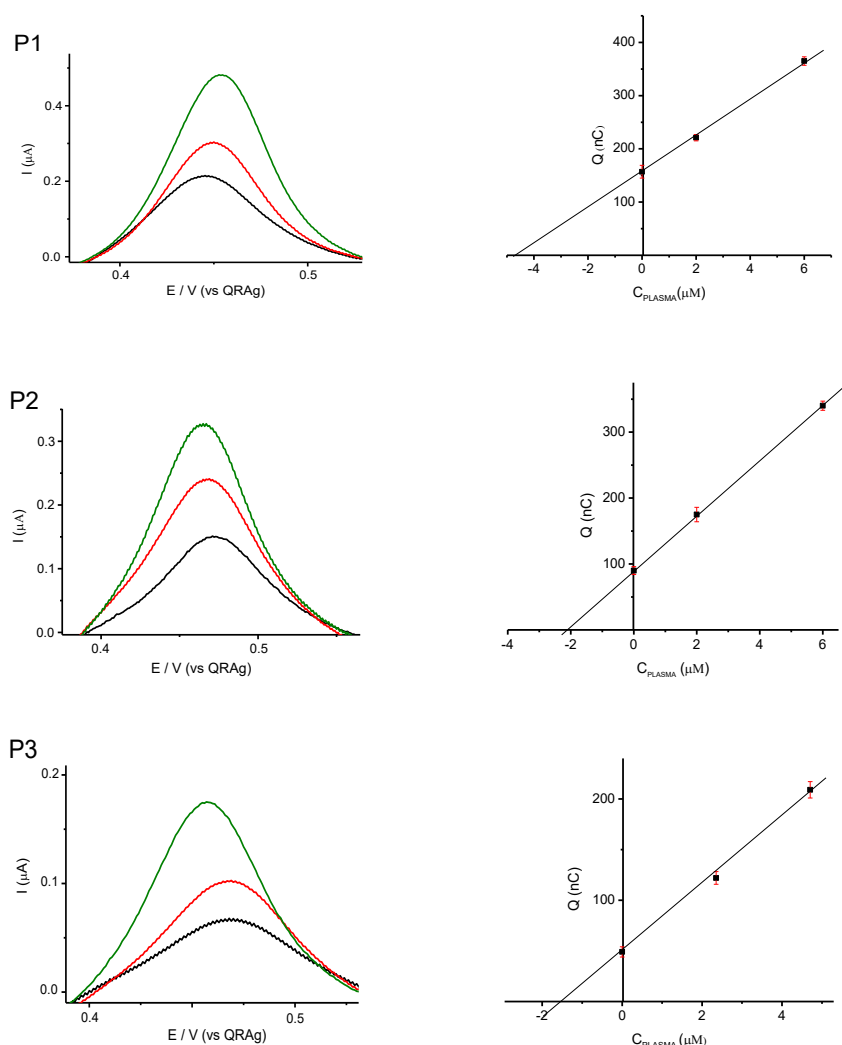 P1
I (μA)
0.4
0.2
0.0
0.4 0.5
E / V (vs QRAg)
Q (nC)
400
300
200
100
-4 -2 0 2 4 6
C PLASMA (μM)
P2
I (μA)
0.3
0.2
0.1
0.0
0.4 0.5
E / V (vs QRAg)
Q (nC)
300
200
100
-4 -2 0 2 4 6
C PLASMA (μM)
P3
I (μA)
0.2
0.1
0.0
0.4 0.5
E / V (vs QRAg)
Q (nC)
200
100
-2 0 2 4
C PLASMA (μM)